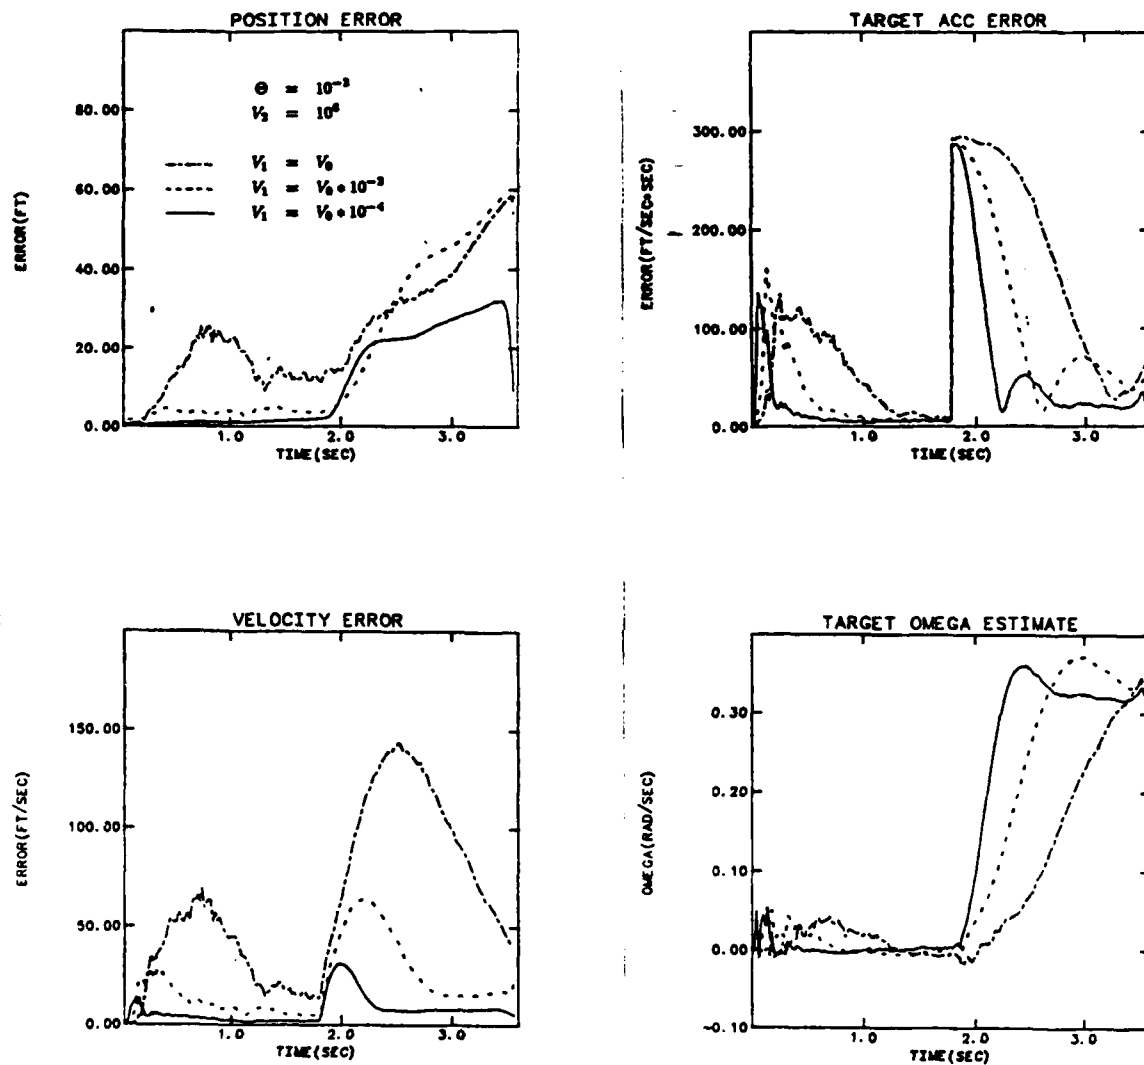 POSITION ERROR
Θ = 10⁻²
V₂ = 10⁶
V₁ = V₀
V₁ = V₀ * 10⁻²
V₁ = V₀ * 10⁻⁴
80.00
60.00
40.00
20.00
0.00
1.0 2.0 3.0
TIME(SEC)
ERROR(FT)
TARGET ACC ERROR
300.00
200.00
100.00
0.00
1.0 2.0 3.0
TIME(SEC)
ERROR(FT/SEC*SEC)
VELOCITY ERROR
150.00
100.00
50.00
0.00
1.0 2.0 3.0
TIME(SEC)
ERROR(FT/SEC)
TARGET OMEGA ESTIMATE
0.30
0.20
0.10
0.00
-0.10
1.0 2.0 3.0
TIME(SEC)
OMEGA(RAD/SEC)